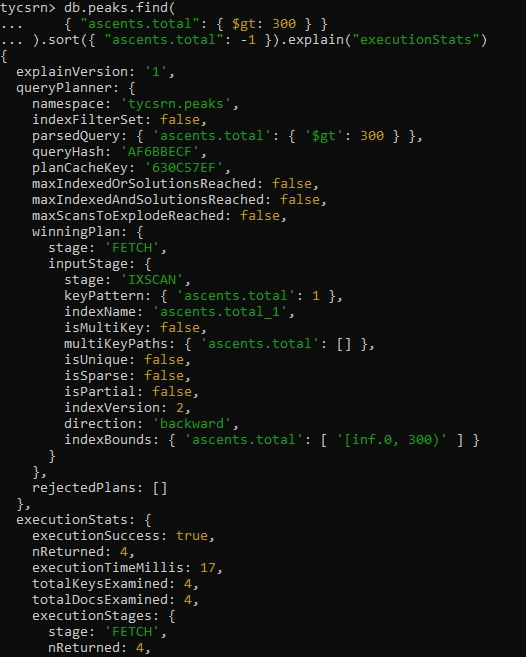 tycsrn> db.peaks.find(
...     { "ascents.total": { $gt: 300 } }
... ).sort({ "ascents.total": -1 }).explain("executionStats")
{
  explainVersion: '1',
  queryPlanner: {
    namespace: 'tycsrn.peaks',
    indexFilterSet: false,
    parsedQuery: { 'ascents.total': { '$gt': 300 } },
    queryHash: 'AF6BBECF',
    planCacheKey: '630C57EF',
    maxIndexedOrSolutionsReached: false,
    maxIndexedAndSolutionsReached: false,
    maxScansToExplodeReached: false,
    winningPlan: {
      stage: 'FETCH',
      inputStage: {
        stage: 'IXSCAN',
        keyPattern: { 'ascents.total': 1 },
        indexName: 'ascents.total_1',
        isMultiKey: false,
        multiKeyPaths: { 'ascents.total': [] },
        isUnique: false,
        isSparse: false,
        isPartial: false,
        indexVersion: 2,
        direction: 'backward',
        indexBounds: { 'ascents.total': [ '[inf.0, 300)' ] }
      }
    },
    rejectedPlans: []
  },
  executionStats: {
    executionSuccess: true,
    nReturned: 4,
    executionTimeMillis: 17,
    totalKeysExamined: 4,
    totalDocsExamined: 4,
    executionStages: {
      stage: 'FETCH',
      nReturned: 4,